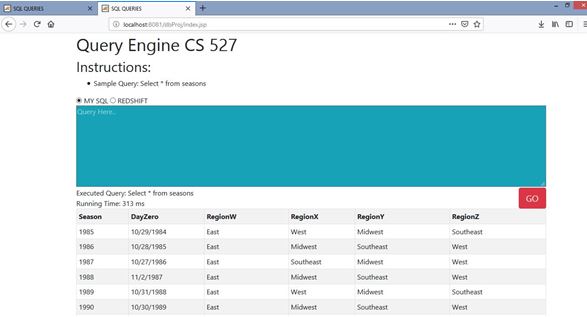 SQL QUERIES
SQL QUERIES
localhost:8081/dbProj/index.jsp
Query Engine CS 527
Instructions:
Sample Query: Select * from seasons
MY SQL REDSHIFT
Query Here..
Executed Query: Select * from seasons
GO
Running Time: 313 ms
Season DayZero RegionW RegionX RegionY RegionZ
1985 10/29/1984 East West Midwest Southeast
1986 10/28/1985 East Midwest Southeast West
1987 10/27/1986 East Southeast Midwest West
1988 11/2/1987 East Midwest Southeast West
1989 10/31/1988 East West Midwest Southeast
1990 10/30/1989 East Midwest Southeast West